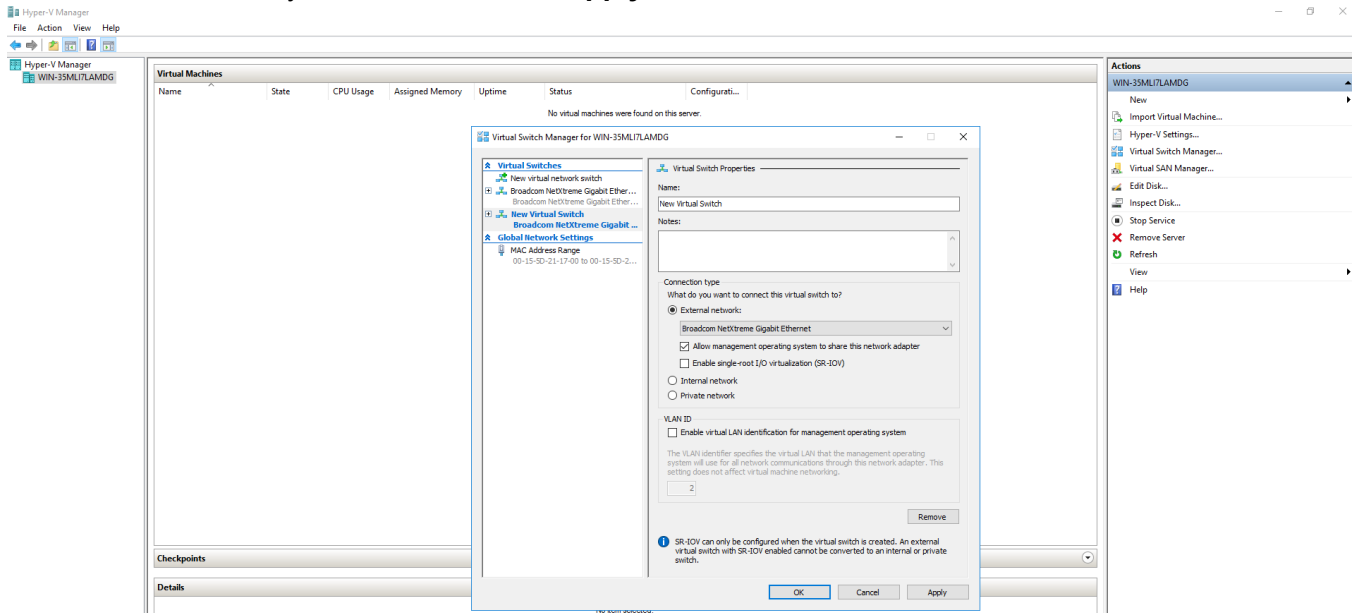 Hyper-V Manager
File Action View Help
Hyper-V Manager
WIN-35MLI7LAMDG
Virtual Machines
Name State CPU Usage Assigned Memory Uptime Status Configurati...
No virtual machines were found on this server.
Virtual Switch Manager for WIN-35MLI7LAMDG
Virtual Switches
New virtual network switch
Broadcom NetXtreme Gigabit Ether...
Broadcom NetXtreme Gigabit Ether...
New Virtual Switch
Broadcom NetXtreme Gigabit ...
Global Network Settings
MAC Address Range
00-15-5D-21-17-00 to 00-15-5D-2...
Virtual Switch Properties
Name:
New Virtual Switch
Notes:
Connection type
What do you want to connect this virtual switch to?
External network:
Broadcom NetXtreme Gigabit Ethernet
Allow management operating system to share this network adapter
Enable single-root I/O virtualization (SR-IOV)
Internal network
Private network
VLAN ID
Enable virtual LAN identification for management operating system
The VLAN identifier specifies the virtual LAN that the management operating
system will use for all network communications through this network adapter. This
setting does not affect virtual machine networking.
2
Remove
SR-IOV can only be configured when the virtual switch is created. An external
virtual switch with SR-IOV enabled cannot be converted to an internal or private
switch.
OK Cancel Apply
Checkpoints
Details
No item selected.
Actions
WIN-35MLI7LAMDG
New
Import Virtual Machine...
Hyper-V Settings...
Virtual Switch Manager...
Virtual SAN Manager...
Edit Disk...
Inspect Disk...
Stop Service
Remove Server
Refresh
View
Help